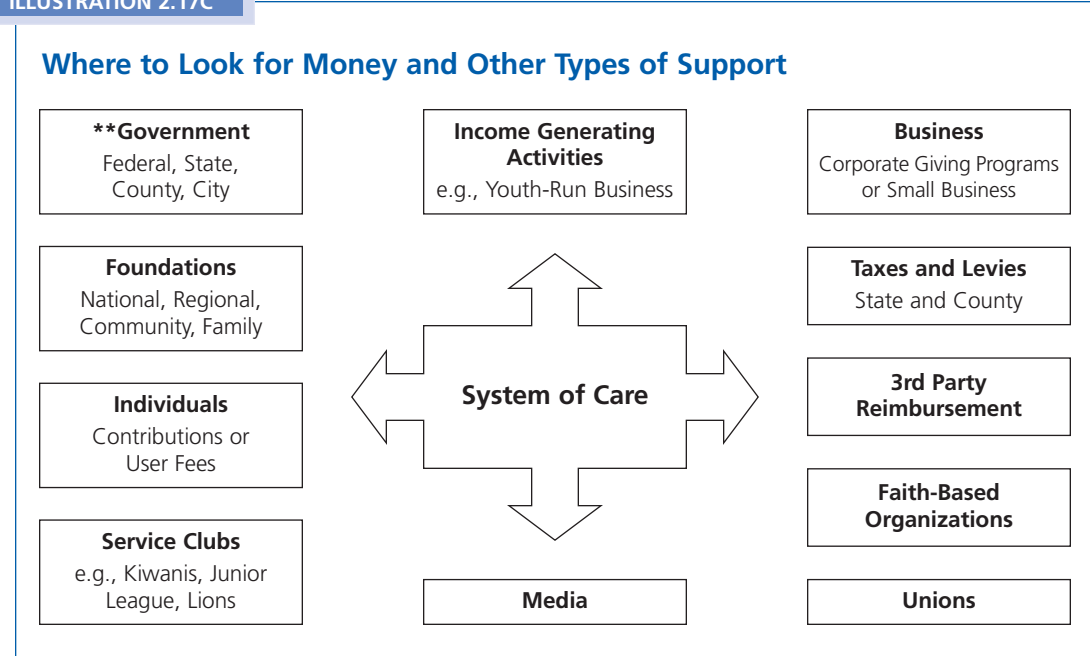 ILLUSTRATION 2.17C
Where to Look for Money and Other Types of Support
**Government
Federal, State,
County, City
Foundations
National, Regional,
Community, Family
Individuals
Contributions or
User Fees
Service Clubs
e.g., Kiwanis, Junior
League, Lions
Income Generating
Activities
e.g., Youth-Run Business
System of Care
Media
Business
Corporate Giving Programs
or Small Business
Taxes and Levies
State and County
3rd Party
Reimbursement
Faith-Based
Organizations
Unions